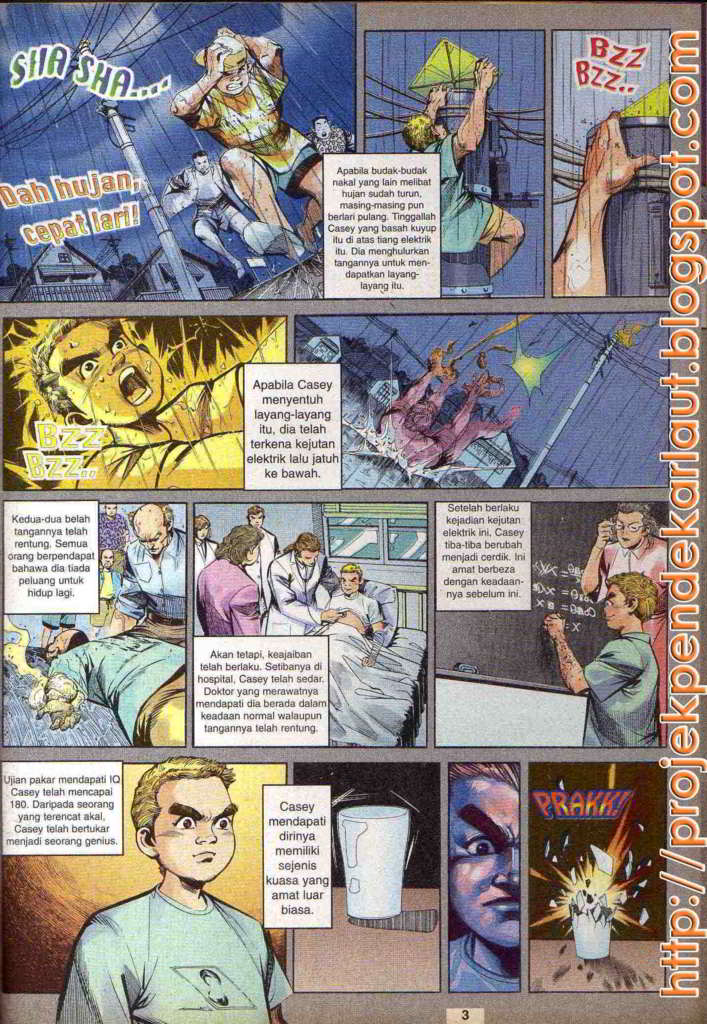 SHA SHA....
Dah hujan,
cepat lari!
Apabila budak-budak
nakal yang lain melibat
hujan sudah turun,
masing-masing pun
berlari pulang. Tinggallah
Casey yang basah kuyup
itu di atas tiang elektrik
itu. Dia menghulurkan
tangannya untuk men-
dapatkan layang-
layang itu.
BZZ
BZZ..
BZZ
BZZ..
Apabila Casey
menyentuh
layang-layang
itu, dia telah
terkena kejutan
elektrik lalu jatuh
ke bawah.
Kedua-dua belah
tangannya telah
rentung. Semua
orang berpendapat
bahawa dia tiada
peluang untuk
hidup lagi.
Akan tetapi, keajaiban
telah berlaku. Setibanya di
hospital, Casey telah sedar.
Doktor yang merawatnya
mendapati dia berada dalam
keadaan normal walaupun
tangannya telah rentung.
Setelah berlaku
kejadian kejutan
elektrik ini, Casey
tiba-tiba berubah
menjadi cerdik. Ini
amat berbeza
dengan keadaan-
nya sebelum ini.
Ujian pakar mendapati IQ
Casey telah mencapai
180. Daripada seorang
yang terencat akal,
Casey telah bertukar
menjadi seorang genius.
C
Casey
mendapati
dirinya
memiliki
sejenis
kuasa yang
amat luar
biasa.
PRAKK!
3
http://projekpendekarlaut.blogspot.com